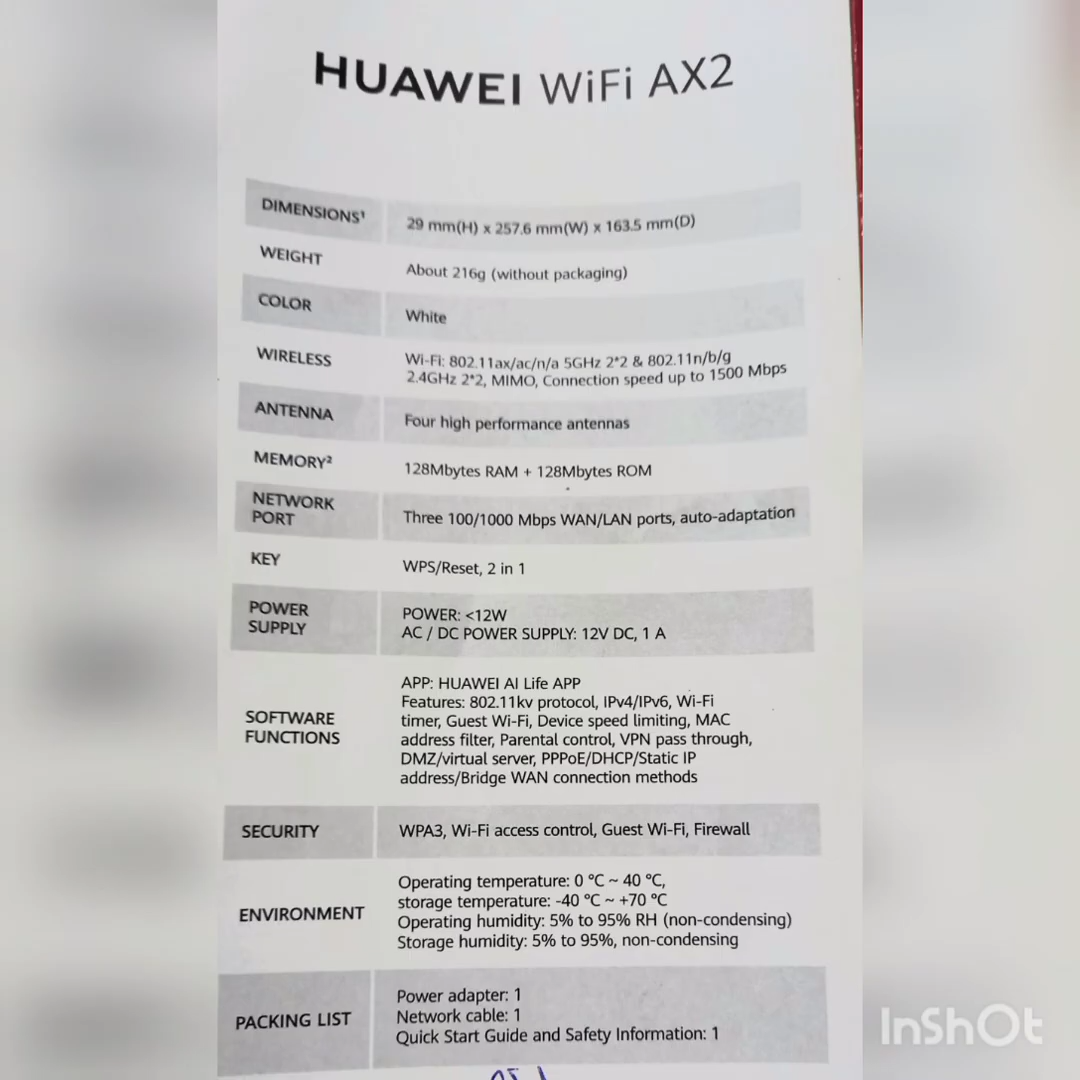 HUAWEI WiFi AX2
DIMENSIONS¹
29 mm(H) x 257.6 mm(W) x 163.5 mm(D)
WEIGHT
About 216g (without packaging)
COLOR
White
WIRELESS
Wi-Fi: 802.11ax/ac/n/a 5GHz 2*2 & 802.11n/b/g
2.4GHz 2*2, MIMO, Connection speed up to 1500 Mbps
ANTENNA
Four high performance antennas
MEMORY²
128Mbytes RAM + 128Mbytes ROM
NETWORK
PORT
Three 100/1000 Mbps WAN/LAN ports, auto-adaptation
KEY
WPS/Reset, 2 in 1
POWER
SUPPLY
POWER: <12W
AC / DC POWER SUPPLY: 12V DC, 1 A
SOFTWARE
FUNCTIONS
APP: HUAWEI AI Life APP
Features: 802.11kv protocol, IPv4/IPv6, Wi-Fi
timer, Guest Wi-Fi, Device speed limiting, MAC
address filter, Parental control, VPN pass through,
DMZ/virtual server, PPPoE/DHCP/Static IP
address/Bridge WAN connection methods
SECURITY
WPA3, Wi-Fi access control, Guest Wi-Fi, Firewall
ENVIRONMENT
Operating temperature: 0 °C ~ 40 °C,
storage temperature: -40 °C ~ +70 °C
Operating humidity: 5% to 95% RH (non-condensing)
Storage humidity: 5% to 95%, non-condensing
PACKING LIST
Power adapter: 1
Network cable: 1
Quick Start Guide and Safety Information: 1
InShOt